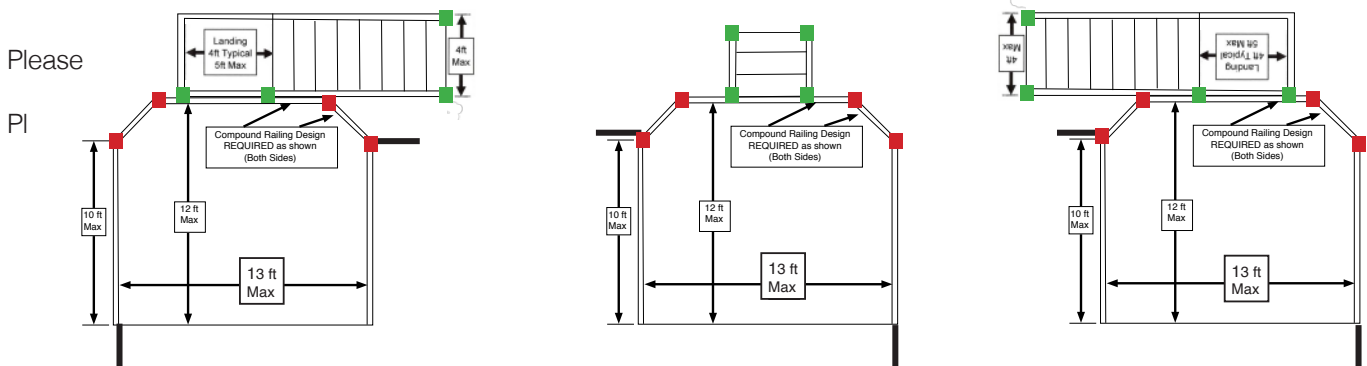 Please
Pl
Landing
4ft Typical
5ft Max
4ft
Max
Compound Railing Design
REQUIRED as shown
(Both Sides)
10 ft
Max
12 ft
Max
13 ft
Max
Compound Railing Design
REQUIRED as shown
(Both Sides)
10 ft
Max
12 ft
Max
13 ft
Max
4ft
Max
Landing
4ft Typical
5ft Max
Compound Railing Design
REQUIRED as shown
(Both Sides)
10 ft
Max
12 ft
Max
13 ft
Max